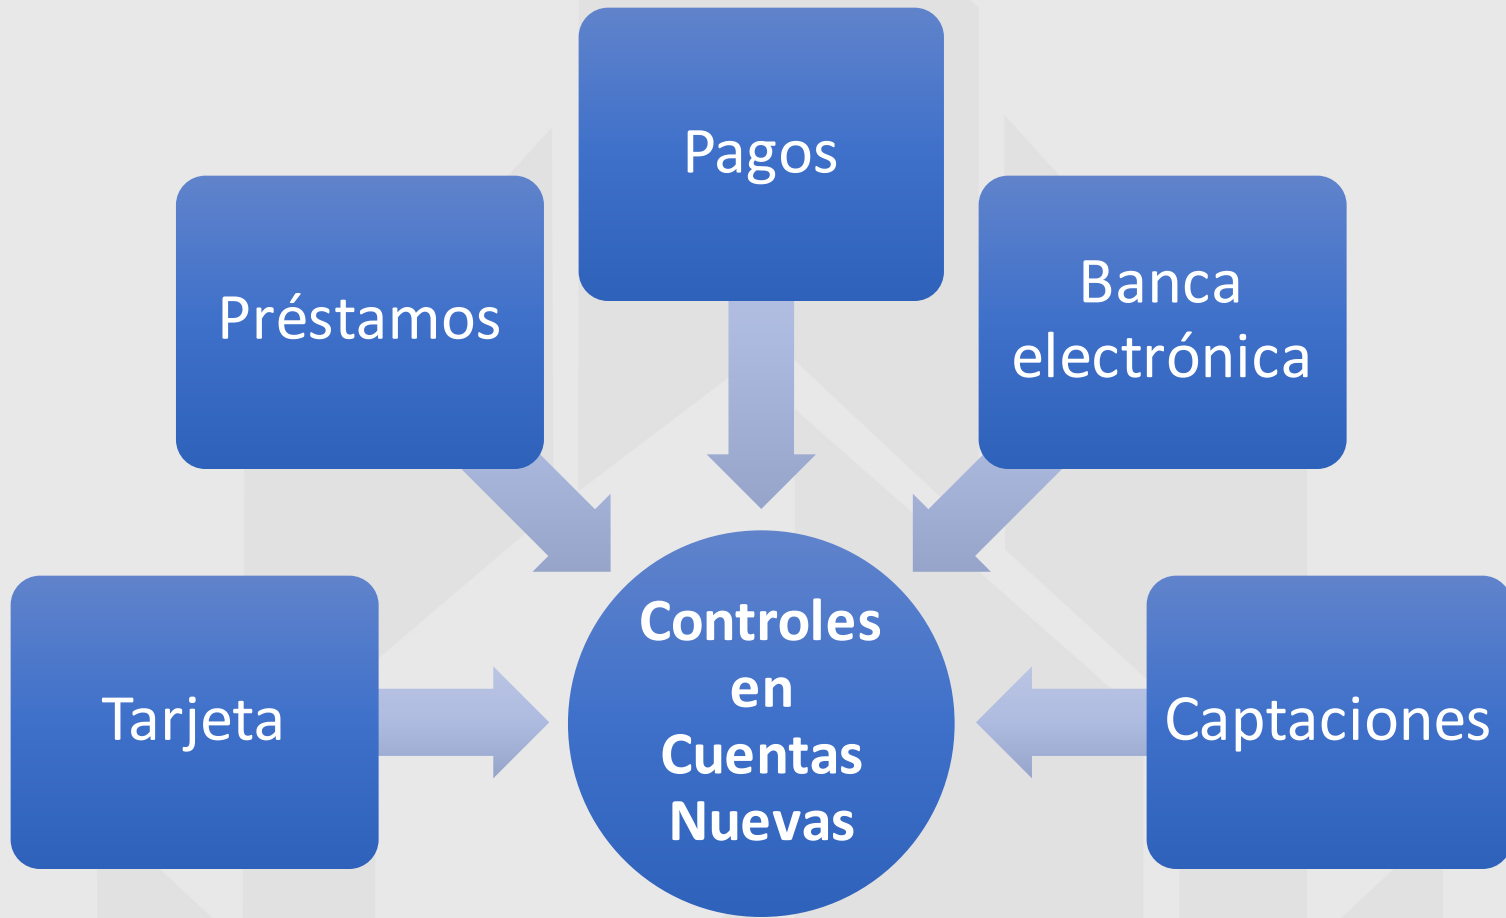 Pagos
Préstamos
Banca
electrónica
Tarjeta
Controles
en
Cuentas
Nuevas
Captaciones